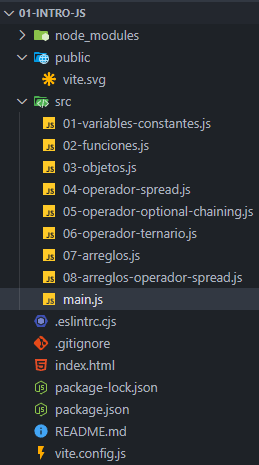 01-INTRO-JS
node_modules
public
vite.svg
src
01-variables-constantes.js
02-funciones.js
03-objetos.js
04-operador-spread.js
05-operador-optional-chaining.js
06-operador-ternario.js
07-arreglos.js
08-arreglos-operador-spread.js
main.js
.eslintrc.cjs
.gitignore
index.html
package-lock.json
package.json
README.md
vite.config.js